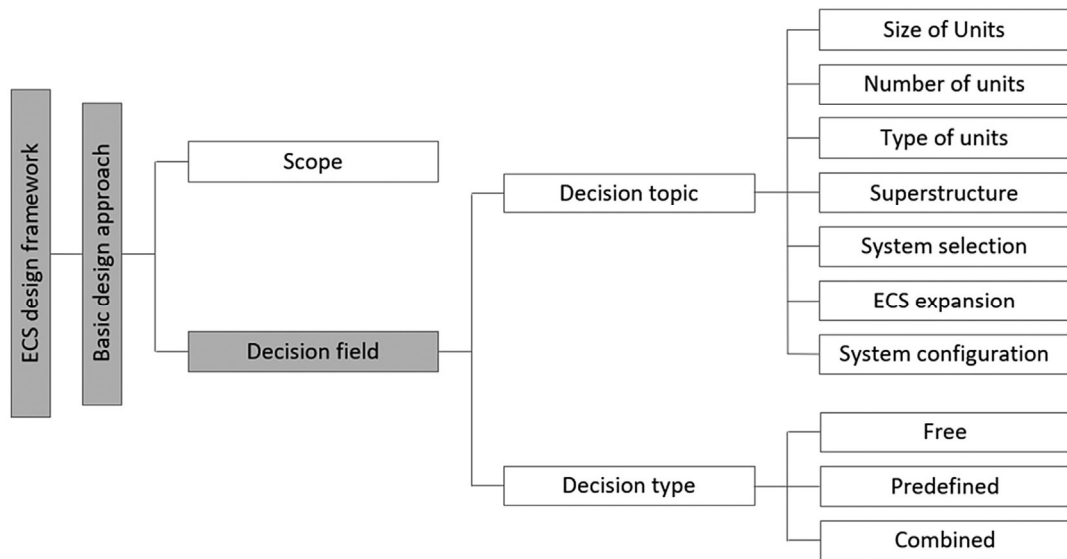 ECS design framework
Basic design approach
Scope
Decision field
Decision topic
Size of Units
Number of units
Type of units
Superstructure
System selection
ECS expansion
System configuration
Decision type
Free
Predefined
Combined